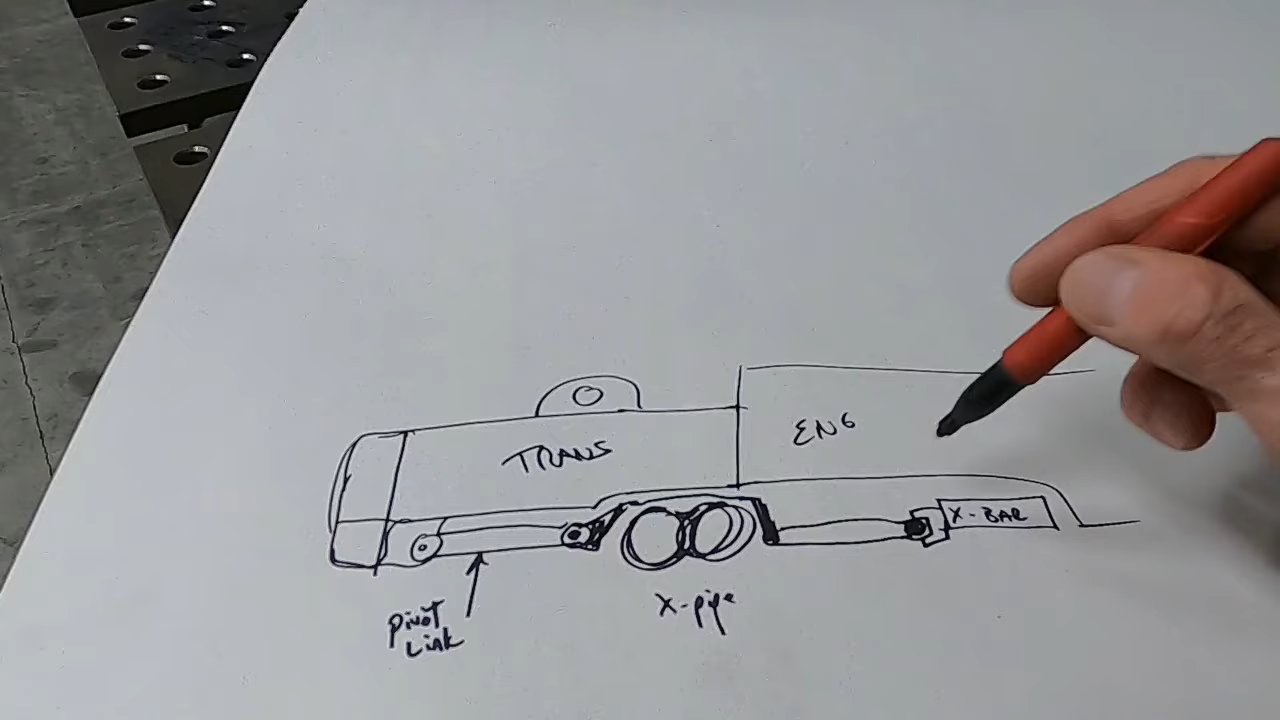 TRANS
ENG
X-BAR
pivot
Link
X-pipe